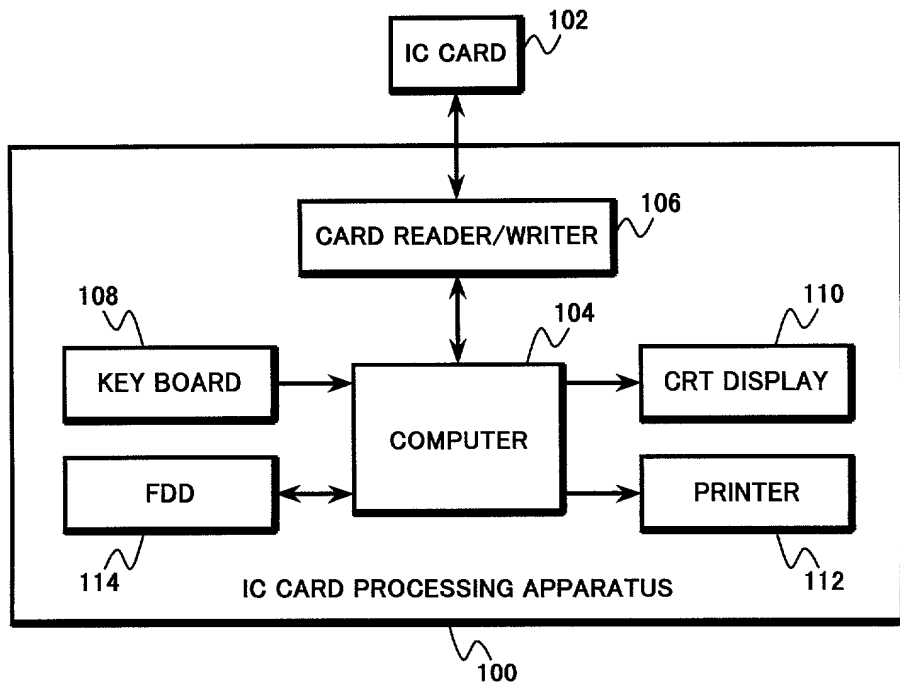 102
IC CARD
106
CARD READER/WRITER
108
104
110
KEY BOARD
CRT DISPLAY
COMPUTER
FDD
PRINTER
114
112
IC CARD PROCESSING APPARATUS
100